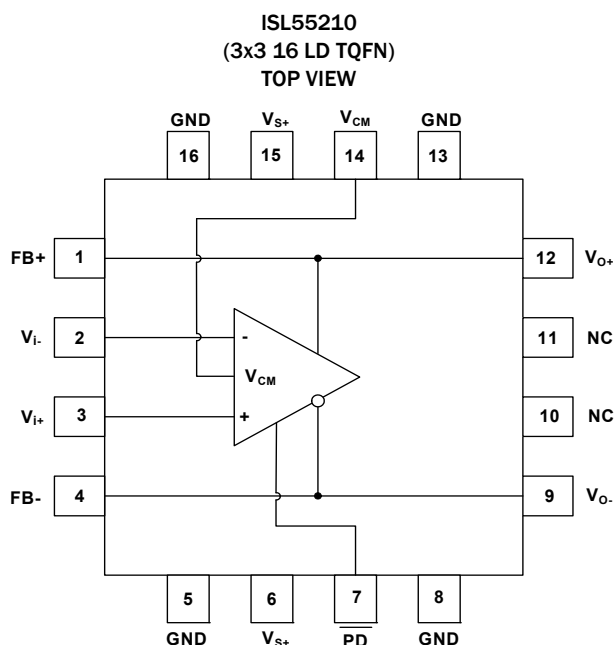 ISL55210
(3x3 16 LD TQFN)
TOP VIEW
GND VS+ VCM GND
16 15 14 13
FB+ 1 12 VO+
Vi- 2 - 11 NC
VCM
Vi+ 3 + 10 NC
FB- 4 9 VO-
5 6 7 8
GND VS+ PD GND